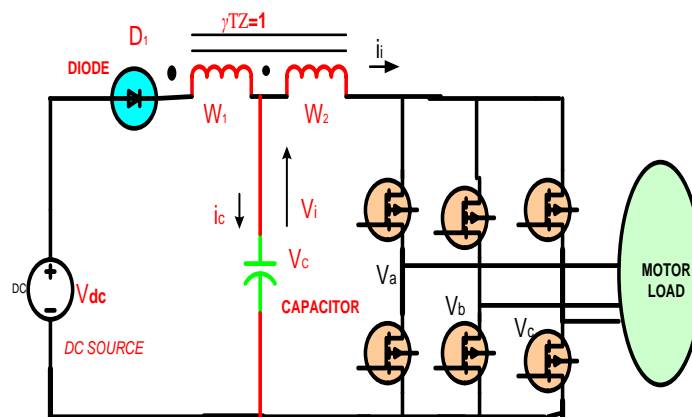 γTZ=1
D1
ii
DIODE
W1
W2
ic
Vi
Vc
Va
MOTOR
LOAD
DC
Vdc
CAPACITOR
Vb
Vc
DC SOURCE